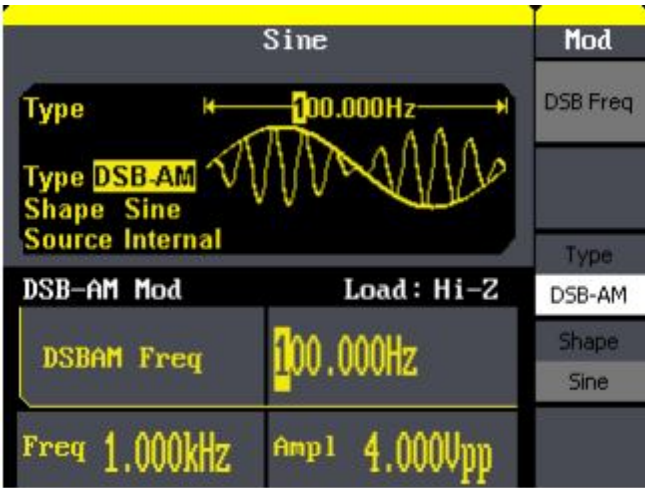 Sine
Mod
Type
100.000Hz
DSB Freq
Type DSB-AM
Shape Sine
Source Internal
Type
DSB-AM Mod
Load: Hi-Z
DSB-AM
DSBAM Freq
100.000Hz
Shape
Sine
Freq 1.000kHz
Ampl 4.000Vpp